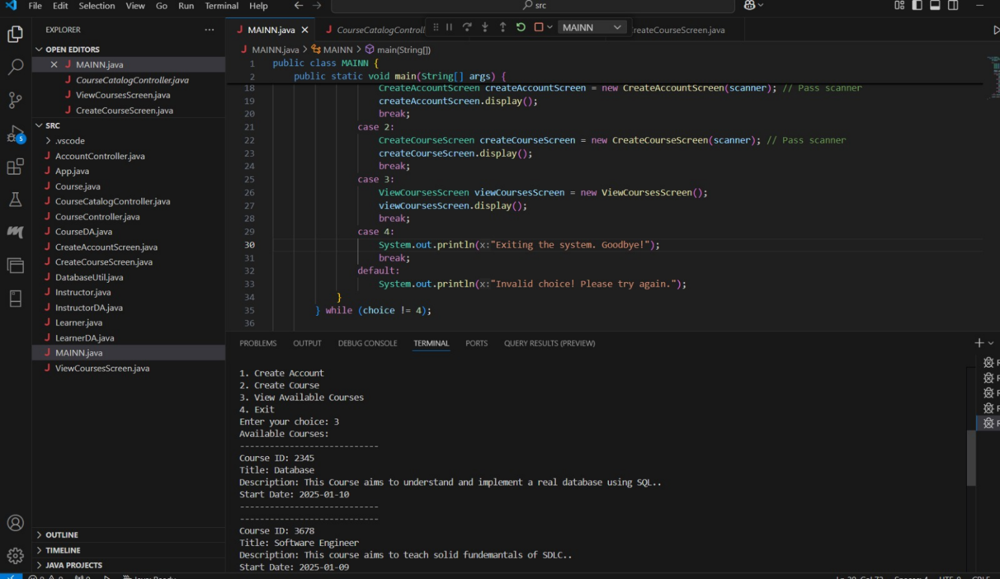 File Edit Selection View Go Run Terminal Help
src
EXPLORER
OPEN EDITORS
MAINN.java
CourseCatalogController.java
ViewCoursesScreen.java
CreateCourseScreen.java
SRC
.vscode
AccountController.java
App.java
Course.java
CourseCatalogController.java
CourseController.java
CourseDA.java
CreateAccountScreen.java
CreateCourseScreen.java
DatabaseUtil.java
Instructor.java
InstructorDA.java
Learner.java
LearnerDA.java
MAINN.java
ViewCoursesScreen.java
OUTLINE
TIMELINE
JAVA PROJECTS
5
MAINN.java CourseCatalogControll MAINN reateCourseScreen.java
MAINN.java > MAINN > main(String[])
1 public class MAINN {
2 public static void main(String[] args) {
18 CreateAccountScreen createAccountScreen = new CreateAccountScreen(scanner); // Pass scanner
19 createAccountScreen.display();
20 break;
21 case 2:
22 CreateCourseScreen createCourseScreen = new CreateCourseScreen(scanner); // Pass scanner
23 createCourseScreen.display();
24 break;
25 case 3:
26 ViewCoursesScreen viewCoursesScreen = new ViewCoursesScreen();
27 viewCoursesScreen.display();
28 break;
29 case 4:
30 System.out.println(x:"Exiting the system. Goodbye!");
31 break;
32 default:
33 System.out.println(x:"Invalid choice! Please try again.");
34 }
35 } while (choice != 4);
36
PROBLEMS OUTPUT DEBUG CONSOLE TERMINAL PORTS QUERY RESULTS (PREVIEW)
1. Create Account
2. Create Course
3. View Available Courses
4. Exit
Enter your choice: 3
Available Courses:
----------------------------
Course ID: 2345
Title: Database
Description: This Course aims to understand and implement a real database using SQL..
Start Date: 2025-01-10
----------------------------
----------------------------
Course ID: 3678
Title: Software Engineer
Description: This course aims to teach solid fundemantals of SDLC..
Start Date: 2025-01-09